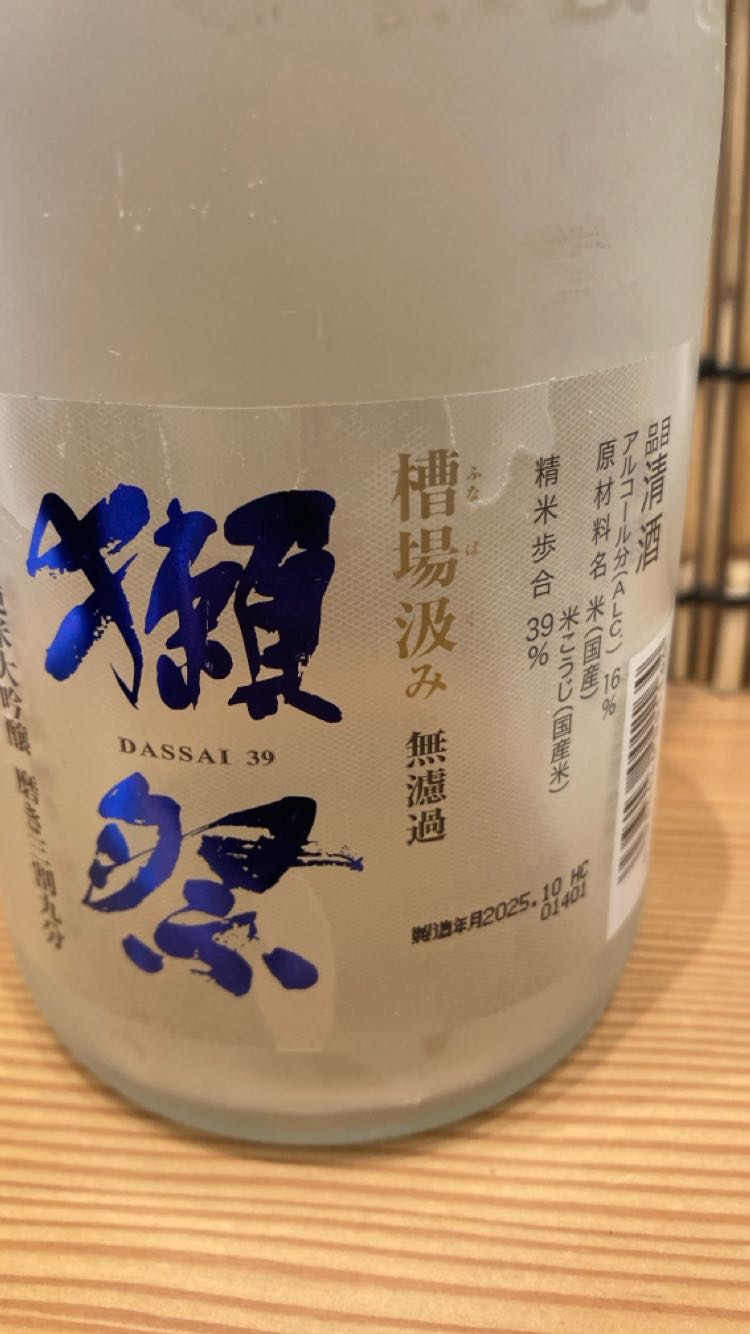 品目 清酒
アルコール分(ALC.) 16%
原材料名 米(国産)
米こうじ(国産米)
精米歩合 39%
ふなばく
槽場汲み 無濾過
獺祭
DASSAI 39
純米大吟醸 磨き三割九分
製造年月2025.10 HC
01401